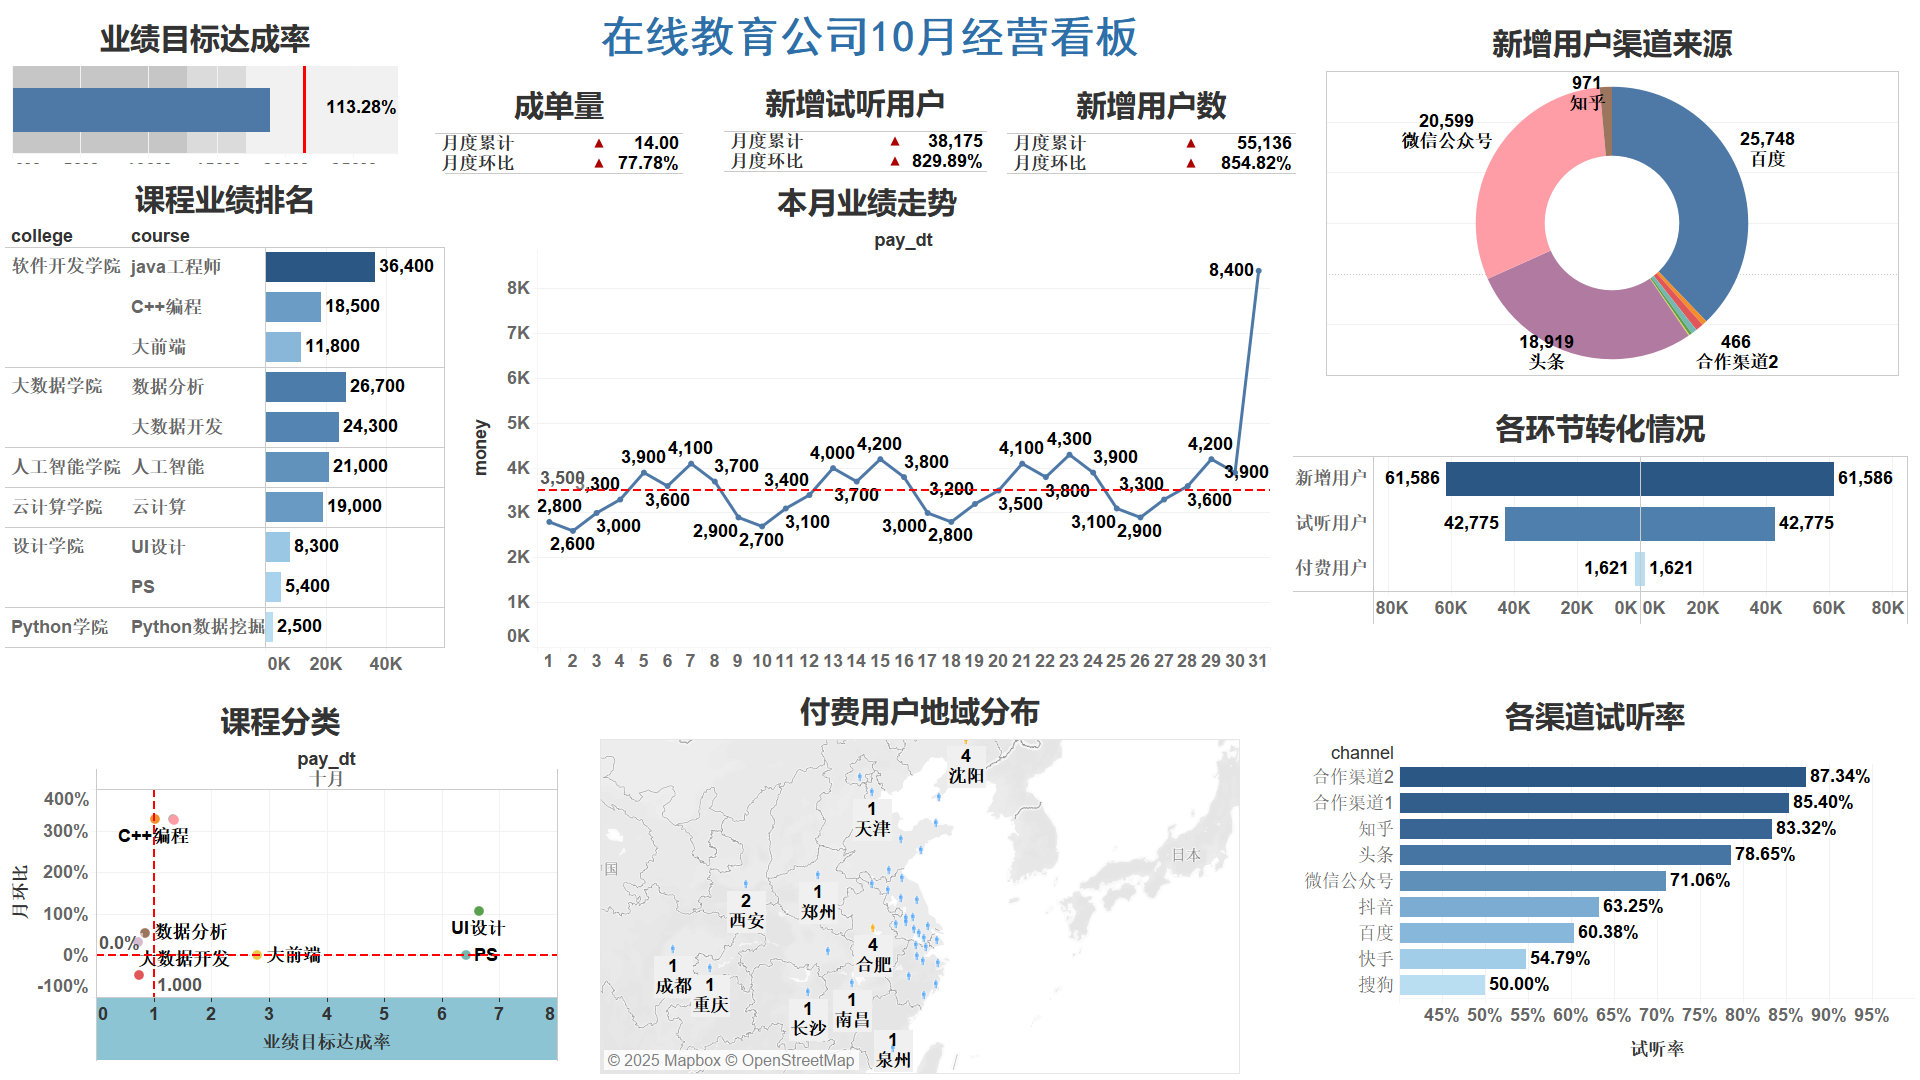 在线教育公司10月经营看板
业绩目标达成率
113.28%
成单量
月度累计 ▲ 14.00
月度环比 ▲ 77.78%
新增试听用户
月度累计 ▲ 38,175
月度环比 ▲ 829.89%
新增用户数
月度累计 ▲ 55,136
月度环比 ▲ 854.82%
新增用户渠道来源
971
知乎
20,599
微信公众号
25,748
百度
18,919
头条
466
合作渠道2
课程业绩排名
college course
软件开发学院 java工程师 36,400
C++编程 18,500
大前端 11,800
大数据学院 数据分析 26,700
大数据开发 24,300
人工智能学院 人工智能 21,000
云计算学院 云计算 19,000
设计学院 UI设计 8,300
PS 5,400
Python学院 Python数据挖掘 2,500
0K 20K 40K
本月业绩走势
pay_dt
money
8K
7K
6K
5K
4K
3K
2K
1K
0K
3,500
2,800
2,600
3,000
3,300
3,900
3,600
4,100
3,700
2,900
2,700
3,100
3,400
4,000
3,700
4,200
3,800
3,000
2,800
3,200
3,500
4,100
3,800
4,300
3,900
3,100
2,900
3,300
3,600
4,200
3,900
8,400
1 2 3 4 5 6 7 8 9 10 11 12 13 14 15 16 17 18 19 20 21 22 23 24 25 26 27 28 29 30 31
各环节转化情况
新增用户 61,586 61,586
试听用户 42,775 42,775
付费用户 1,621 1,621
80K 60K 40K 20K 0K 0K 20K 40K 60K 80K
课程分类
pay_dt
十月
月环比
400%
300%
200%
100%
0%
-100%
C++编程
数据分析
0.0%
大数据开发
大前端
UI设计
PS
1.000
0 1 2 3 4 5 6 7 8
业绩目标达成率
付费用户地域分布
4
沈阳
1
天津
日本
国
2
西安
1
郑州
4
合肥
1
成都
1
重庆
1
长沙
1
南昌
1
泉州
© 2025 Mapbox © OpenStreetMap
各渠道试听率
channel
合作渠道2 87.34%
合作渠道1 85.40%
知乎 83.32%
头条 78.65%
微信公众号 71.06%
抖音 63.25%
百度 60.38%
快手 54.79%
搜狗 50.00%
45% 50% 55% 60% 65% 70% 75% 80% 85% 90% 95%
试听率